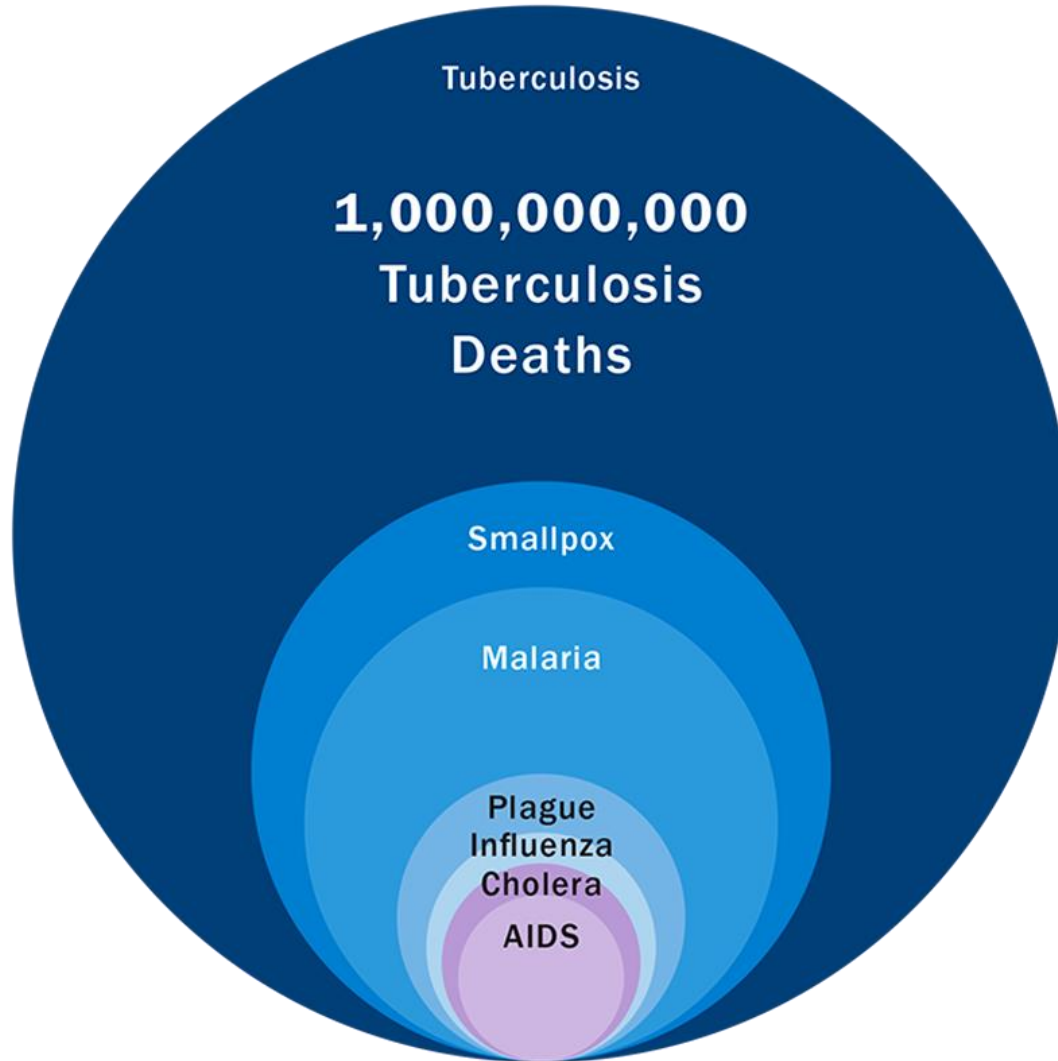 Tuberculosis
1,000,000,000
Tuberculosis
Deaths
Smallpox
Malaria
Plague
Influenza
Cholera
AIDS